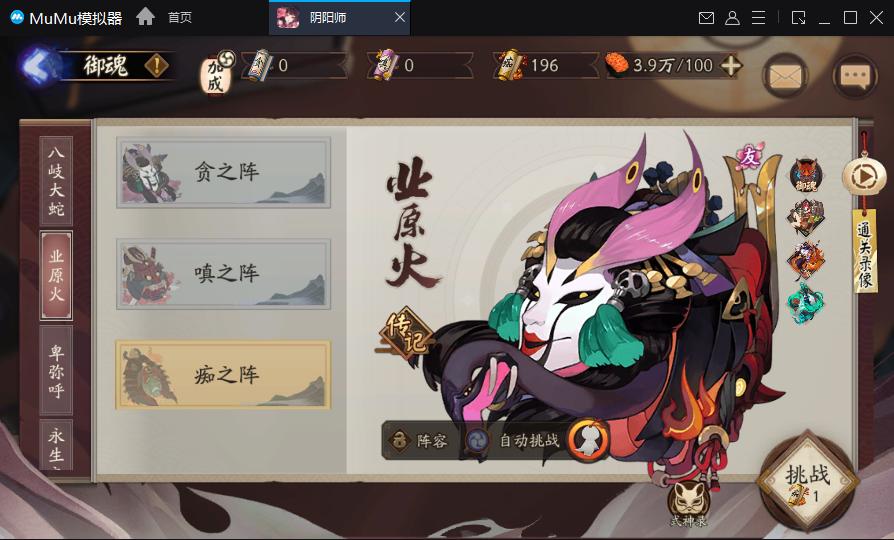 MuMu模拟器 首页 阴阳师
御魂 加成 0 0 196 3.9万/100
八岐大蛇
业原火
卑弥呼
永生
贪之阵
嗔之阵
痴之阵
业原火
传记
友
御魂
通关录像
阵容 自动挑战
式神录
挑战
1